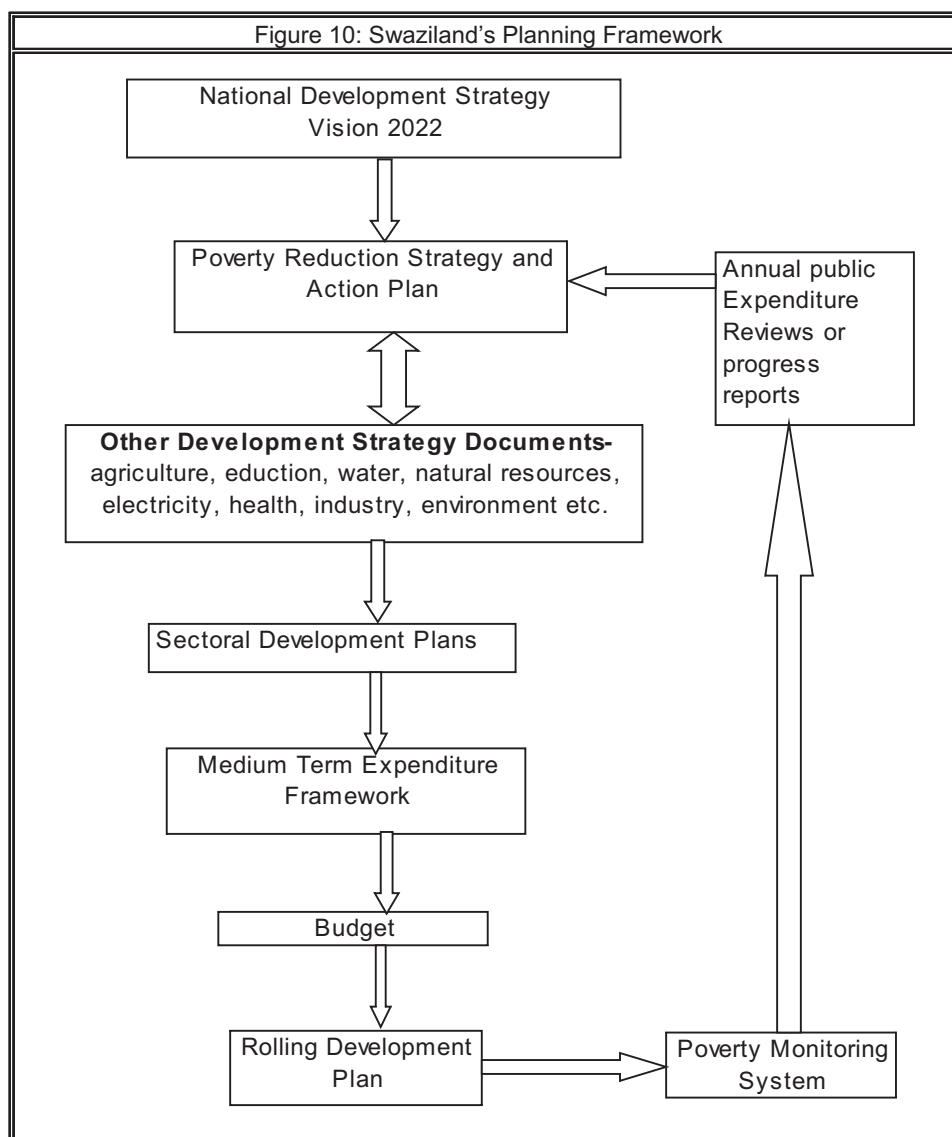 Figure 10: Swaziland's Planning Framework
National Development Strategy
Vision 2022
Poverty Reduction Strategy and
Action Plan
Annual public
Expenditure
Reviews or
progress
reports
Other Development Strategy Documents-
agriculture, eduction, water, natural resources,
electricity, health, industry, environment etc.
Sectoral Development Plans
Medium Term Expenditure
Framework
Budget
Rolling Development
Plan
Poverty Monitoring
System